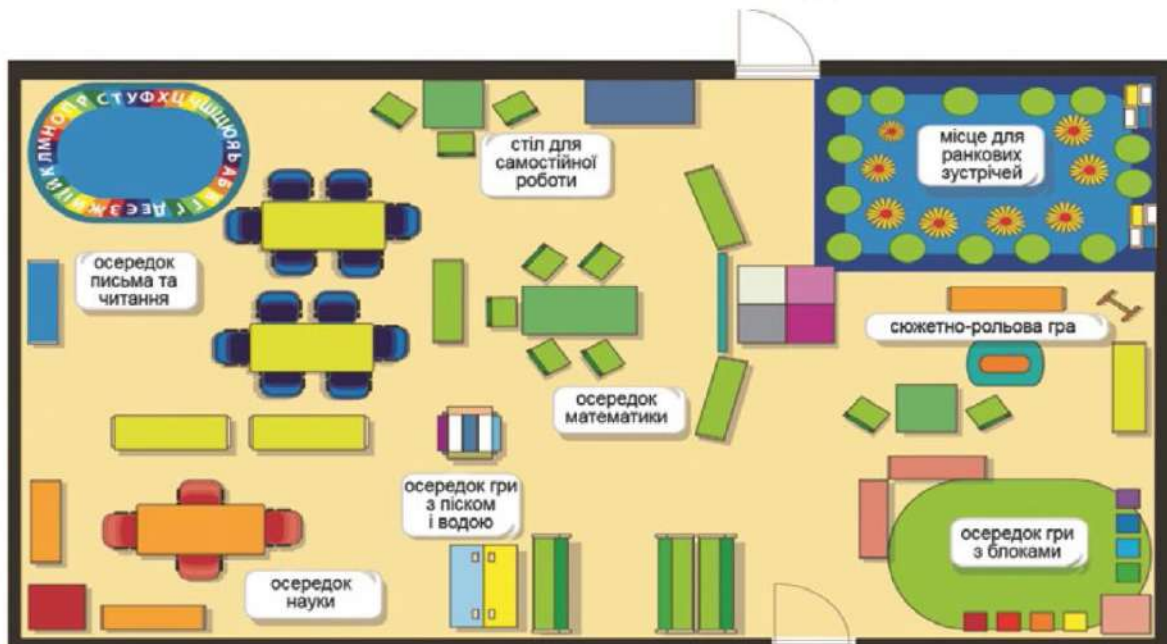 АБВГҐДЕЄЗЖИІЇЙКЛМНОПРСТУФХЦЧШЩЮЯЬ
стіл для
самостійної
роботи
місце для
ранкових
зустрічей
осередок
письма та
читання
сюжетно-рольова гра
осередок
математики
осередок гри
з піском
і водою
осередок гри
з блоками
осередок
науки